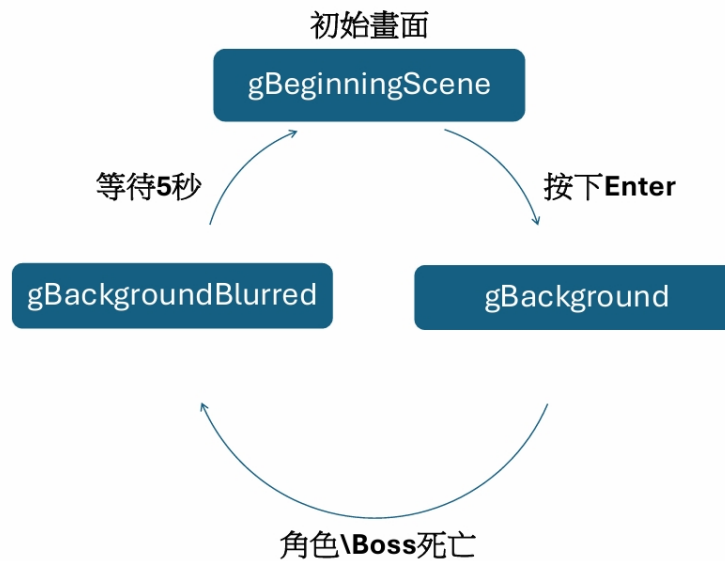 初始畫面
gBeginningScene
等待5秒
按下Enter
gBackgroundBlurred
gBackground
角色\Boss死亡